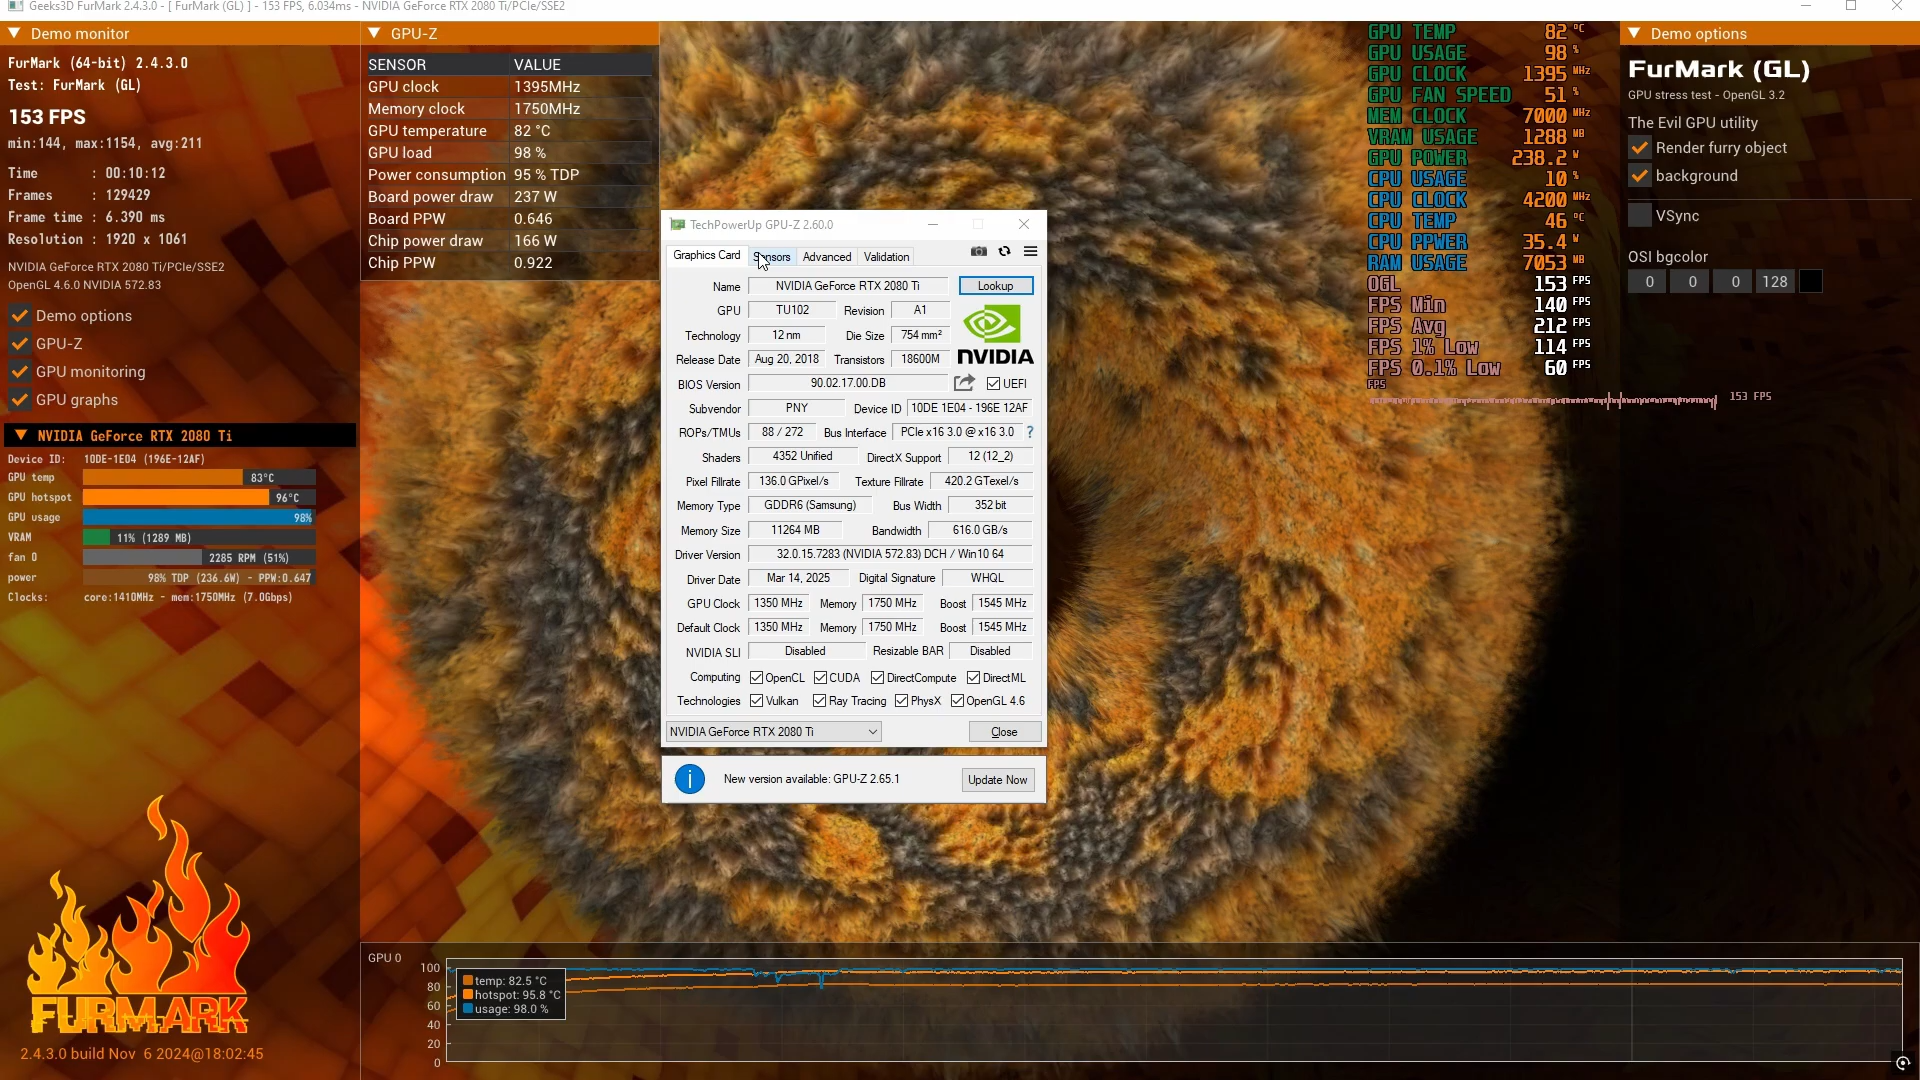 Geeks3D FurMark 2.4.3.0 - [ FurMark (GL) ] - 153 FPS, 6.034ms - NVIDIA GeForce RTX 2080 Ti/PCIe/SSE2
Demo monitor
FurMark (64-bit) 2.4.3.0
Test: FurMark (GL)
153 FPS
min:144, max:1154, avg:211
Time : 00:10:12
Frames : 129429
Frame time : 6.390 ms
Resolution : 1920 x 1061
NVIDIA GeForce RTX 2080 Ti/PCIe/SSE2
OpenGL 4.6.0 NVIDIA 572.83
Demo options
GPU-Z
GPU monitoring
GPU graphs
NVIDIA GeForce RTX 2080 Ti
Device ID: 10DE-1E04 (196E-12AF)
GPU temp 83°C
GPU hotspot 96°C
GPU usage 98%
VRAM 11% (1289 MB)
fan 0 2285 RPM (51%)
power 98% TDP (236.6W) - PPW:0.647
Clocks: core:1410MHz - mem:1750MHz (7.0Gbps)
FURMARK
2.4.3.0 build Nov 6 2024@18:02:45
GPU-Z
SENSOR VALUE
GPU clock 1395MHz
Memory clock 1750MHz
GPU temperature 82 °C
GPU load 98 %
Power consumption 95 % TDP
Board power draw 237 W
Board PPW 0.646
Chip power draw 166 W
Chip PPW 0.922
TechPowerUp GPU-Z 2.60.0
Graphics Card Sensors Advanced Validation
Name NVIDIA GeForce RTX 2080 Ti Lookup
GPU TU102 Revision A1
Technology 12 nm Die Size 754 mm²
Release Date Aug 20, 2018 Transistors 18600M
NVIDIA
BIOS Version 90.02.17.00.DB UEFI
Subvendor PNY Device ID 10DE 1E04 - 196E 12AF
ROPs/TMUs 88 / 272 Bus Interface PCIe x16 3.0 @ x16 3.0 ?
Shaders 4352 Unified DirectX Support 12 (12_2)
Pixel Fillrate 136.0 GPixel/s Texture Fillrate 420.2 GTexel/s
Memory Type GDDR6 (Samsung) Bus Width 352 bit
Memory Size 11264 MB Bandwidth 616.0 GB/s
Driver Version 32.0.15.7283 (NVIDIA 572.83) DCH / Win10 64
Driver Date Mar 14, 2025 Digital Signature WHQL
GPU Clock 1350 MHz Memory 1750 MHz Boost 1545 MHz
Default Clock 1350 MHz Memory 1750 MHz Boost 1545 MHz
NVIDIA SLI Disabled Resizable BAR Disabled
Computing OpenCL CUDA DirectCompute DirectML
Technologies Vulkan Ray Tracing PhysX OpenGL 4.6
NVIDIA GeForce RTX 2080 Ti Close
New version available: GPU-Z 2.65.1 Update Now
GPU TEMP 82 °C
GPU USAGE 98 %
GPU CLOCK 1395 MHz
GPU FAN SPEED 51 %
MEM CLOCK 7000 MHz
VRAM USAGE 1288 MB
GPU POWER 238.2 W
CPU USAGE 10 %
CPU CLOCK 4200 MHz
CPU TEMP 46 °C
CPU PPWER 35.4 W
RAM USAGE 7053 MB
OGL 153 FPS
FPS Min 140 FPS
FPS Avg 212 FPS
FPS 1% Low 114 FPS
FPS 0.1% Low 60 FPS
FPS
153 FPS
Demo options
FurMark (GL)
GPU stress test - OpenGL 3.2
The Evil GPU utility
Render furry object
background
VSync
OSI bgcolor
0 0 0 128
GPU 0
100
80
60
40
20
0
temp: 82.5 °C
hotspot: 95.8 °C
usage: 98.0 %